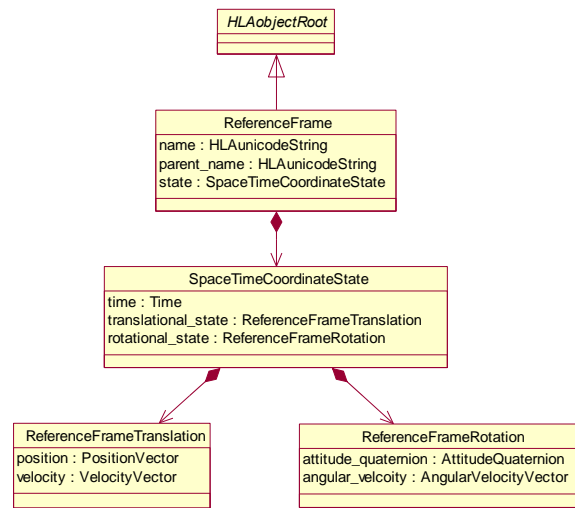 HLAobjectRoot
ReferenceFrame
name : HLAunicodeString
parent_name : HLAunicodeString
state : SpaceTimeCoordinateState
SpaceTimeCoordinateState
time : Time
translational_state : ReferenceFrameTranslation
rotational_state : ReferenceFrameRotation
ReferenceFrameTranslation
position : PositionVector
velocity : VelocityVector
ReferenceFrameRotation
attitude_quaternion : AttitudeQuaternion
angular_velcoity : AngularVelocityVector